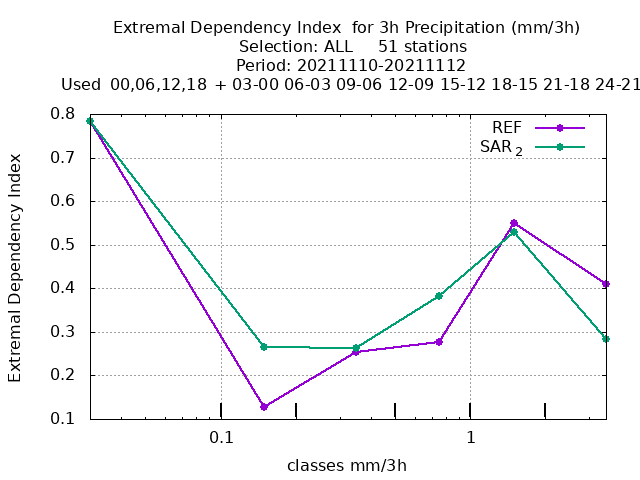 Extremal Dependency Index  for 3h Precipitation (mm/3h)
Selection: ALL     51 stations
Period: 20211110-20211112
Used  00,06,12,18  + 03-00 06-03 09-06 12-09 15-12 18-15 21-18 24-21
REF
SAR 2
0.8
0.7
0.6
0.5
0.4
0.3
0.2
0.1
Extremal Dependency Index
0.1 1
classes mm/3h